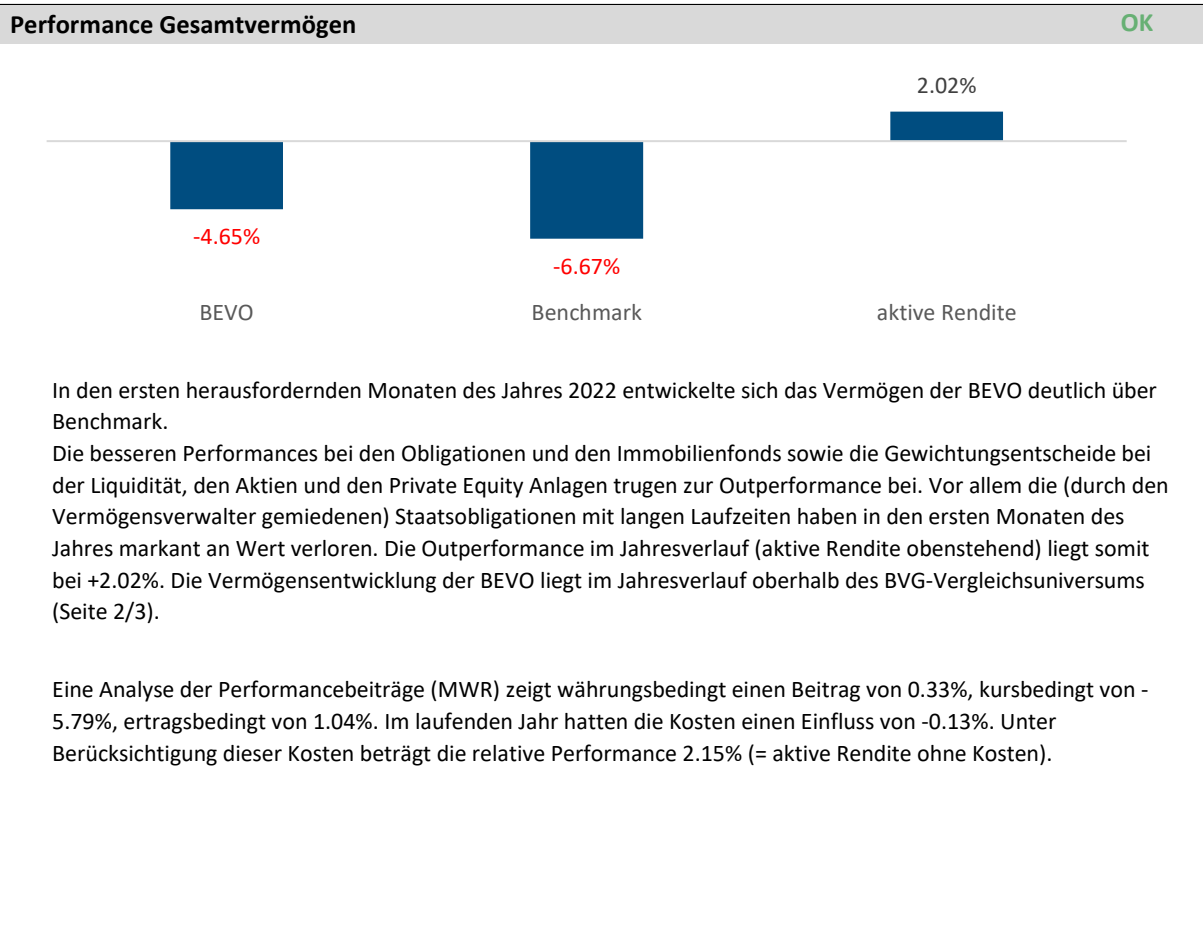 Performance Gesamtvermögen OK
2.02%
-4.65%
-6.67%
BEVO Benchmark aktive Rendite
In den ersten herausfordernden Monaten des Jahres 2022 entwickelte sich das Vermögen der BEVO deutlich über
Benchmark.
Die besseren Performances bei den Obligationen und den Immobilienfonds sowie die Gewichtungsentscheide bei
der Liquidität, den Aktien und den Private Equity Anlagen trugen zur Outperformance bei. Vor allem die (durch den
Vermögensverwalter gemiedenen) Staatsobligationen mit langen Laufzeiten haben in den ersten Monaten des
Jahres markant an Wert verloren. Die Outperformance im Jahresverlauf (aktive Rendite obenstehend) liegt somit
bei +2.02%. Die Vermögensentwicklung der BEVO liegt im Jahresverlauf oberhalb des BVG-Vergleichsuniversums
(Seite 2/3).
Eine Analyse der Performancebeiträge (MWR) zeigt währungsbedingt einen Beitrag von 0.33%, kursbedingt von -
5.79%, ertragsbedingt von 1.04%. Im laufenden Jahr hatten die Kosten einen Einfluss von -0.13%. Unter
Berücksichtigung dieser Kosten beträgt die relative Performance 2.15% (= aktive Rendite ohne Kosten).